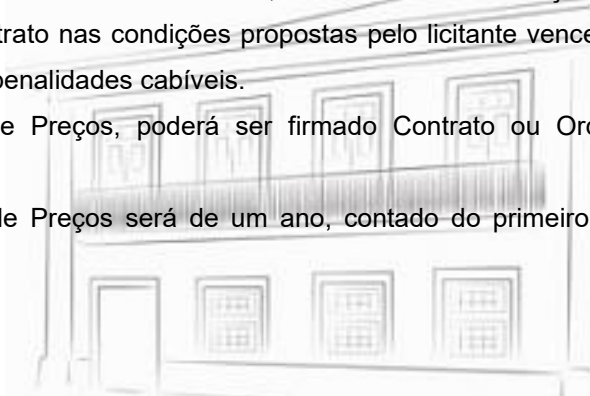 trato nas condições propostas pelo licitante vence
penalidades cabíveis.
e Preços, poderá ser firmado Contrato ou Ord
de Preços será de um ano, contado do primeiro